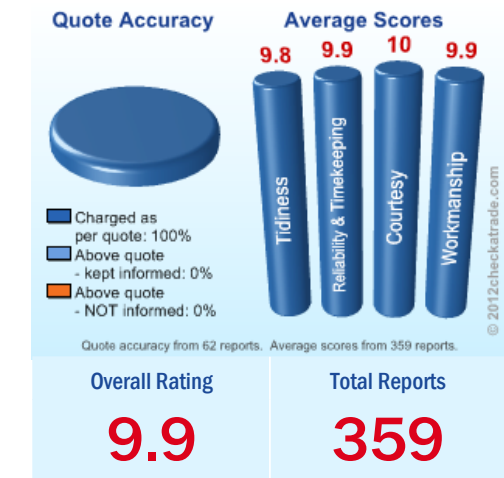 Quote Accuracy
Average Scores
9.8
9.9
10
9.9
Tidiness
Reliability & Timekeeping
Courtesy
Workmanship
Charged as
per quote: 100%
Above quote
- kept informed: 0%
Above quote
- NOT informed: 0%
© 2012checkatrade.com
Quote accuracy from 62 reports. Average scores from 359 reports.
Overall Rating
9.9
Total Reports
359